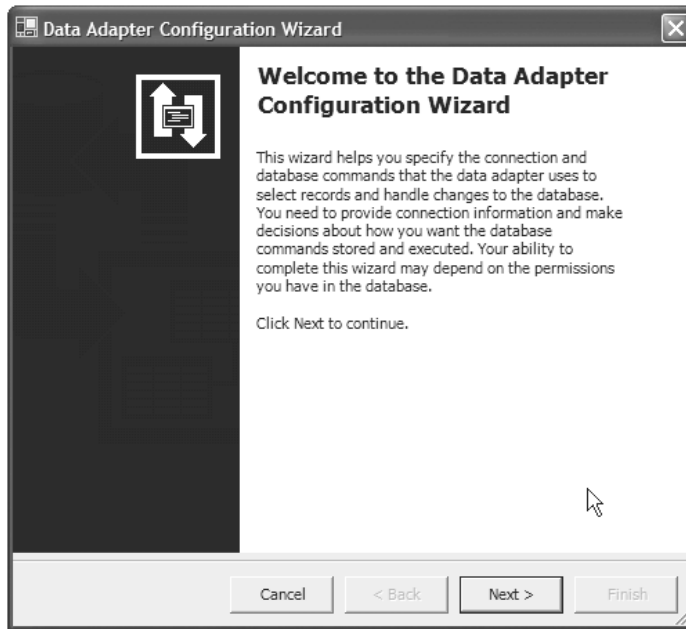 Data Adapter Configuration Wizard
Welcome to the Data Adapter
Configuration Wizard
This wizard helps you specify the connection and
database commands that the data adapter uses to
select records and handle changes to the database.
You need to provide connection information and make
decisions about how you want the database
commands stored and executed. Your ability to
complete this wizard may depend on the permissions
you have in the database.
Click Next to continue.
Cancel < Back Next > Finish